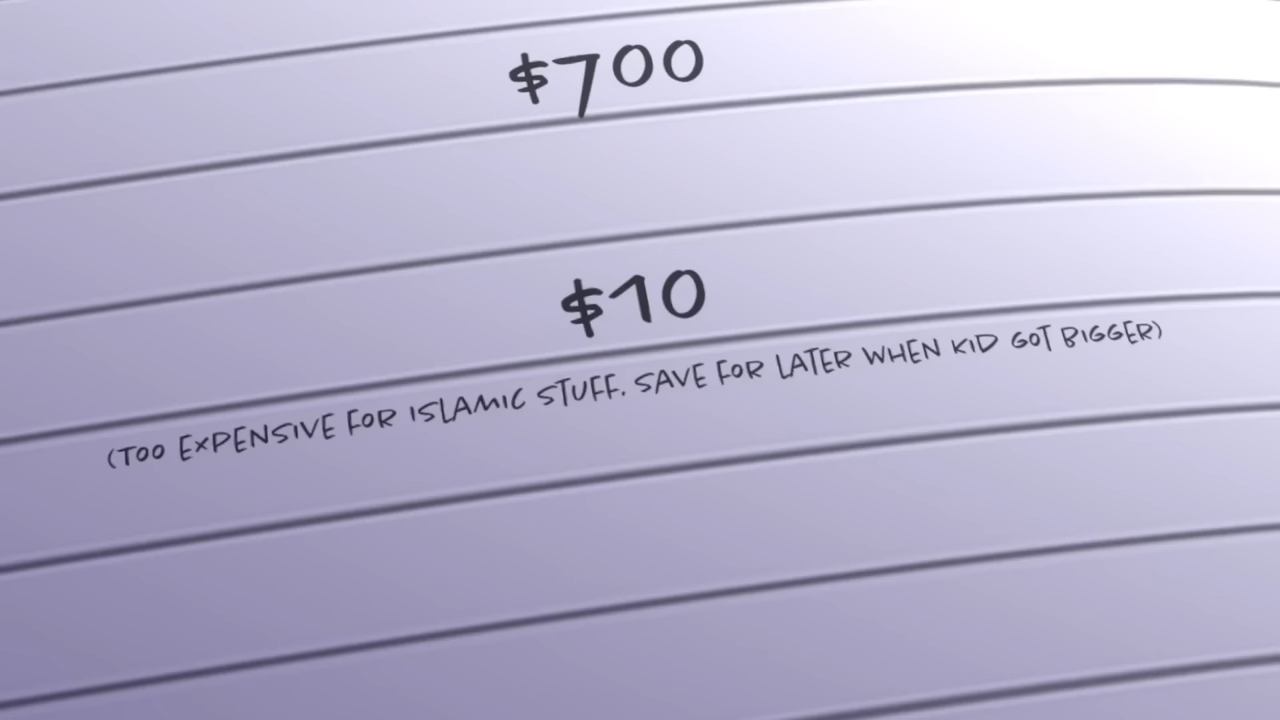 $700
$10
(TOO EXPENSIVE FOR ISLAMIC STUFF. SAVE FOR LATER WHEN KID GOT BIGGER)